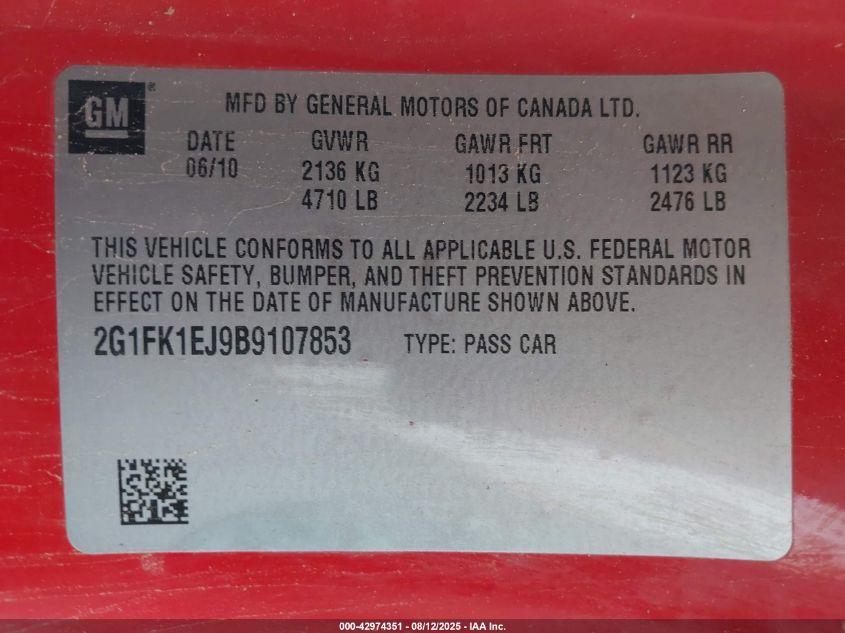 GM
MFD BY GENERAL MOTORS OF CANADA LTD.
DATE GVWR GAWR FRT GAWR RR
06/10 2136 KG 1013 KG 1123 KG
4710 LB 2234 LB 2476 LB
THIS VEHICLE CONFORMS TO ALL APPLICABLE U.S. FEDERAL MOTOR
VEHICLE SAFETY, BUMPER, AND THEFT PREVENTION STANDARDS IN
EFFECT ON THE DATE OF MANUFACTURE SHOWN ABOVE.
2G1FK1EJ9B9107853 TYPE: PASS CAR
000-42974351 - 08/12/2025 - IAA Inc.